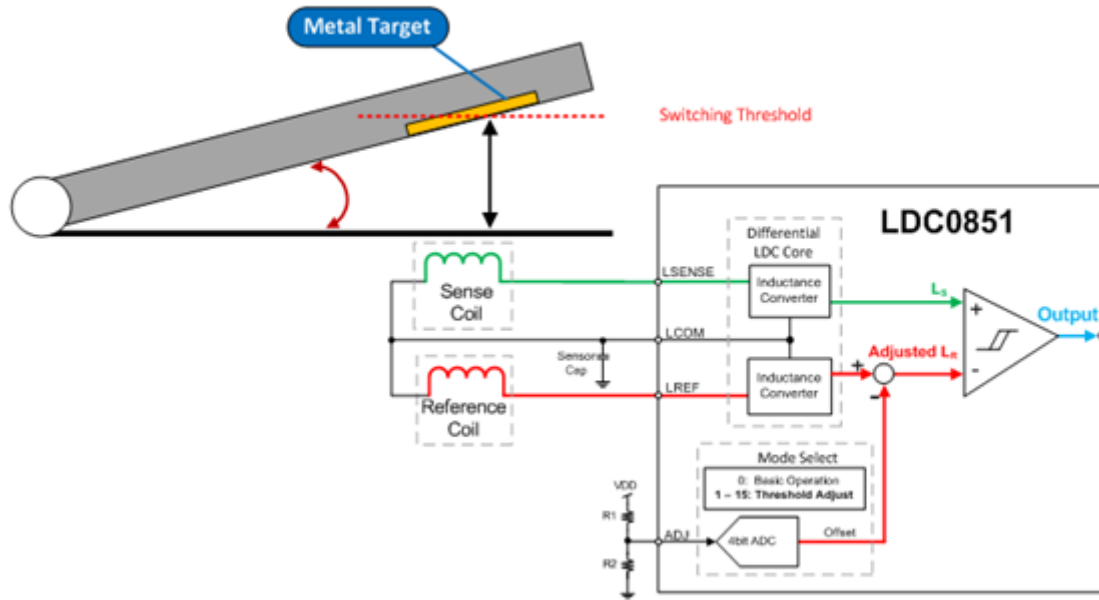 Metal Target
Switching Threshold
LDC0851
Differential
LDC Core
LSENSE
Inductance
Converter
Ls
Sense
Coil
+
Output
LCOM
Sensor
Cap
Adjusted LR
+
-
-
LREF
Inductance
Converter
Reference
Coil
Mode Select
0: Basic Operation
1 – 15: Threshold Adjust
VDD
R1
ADJ
4bit ADC
Offset
R2